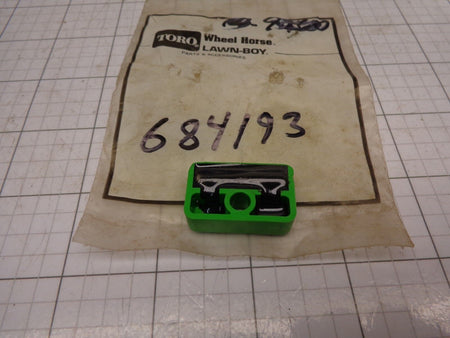 TORO Wheel Horse.
LAWN-BOY.
PARTS & ACCESSORIES
684193